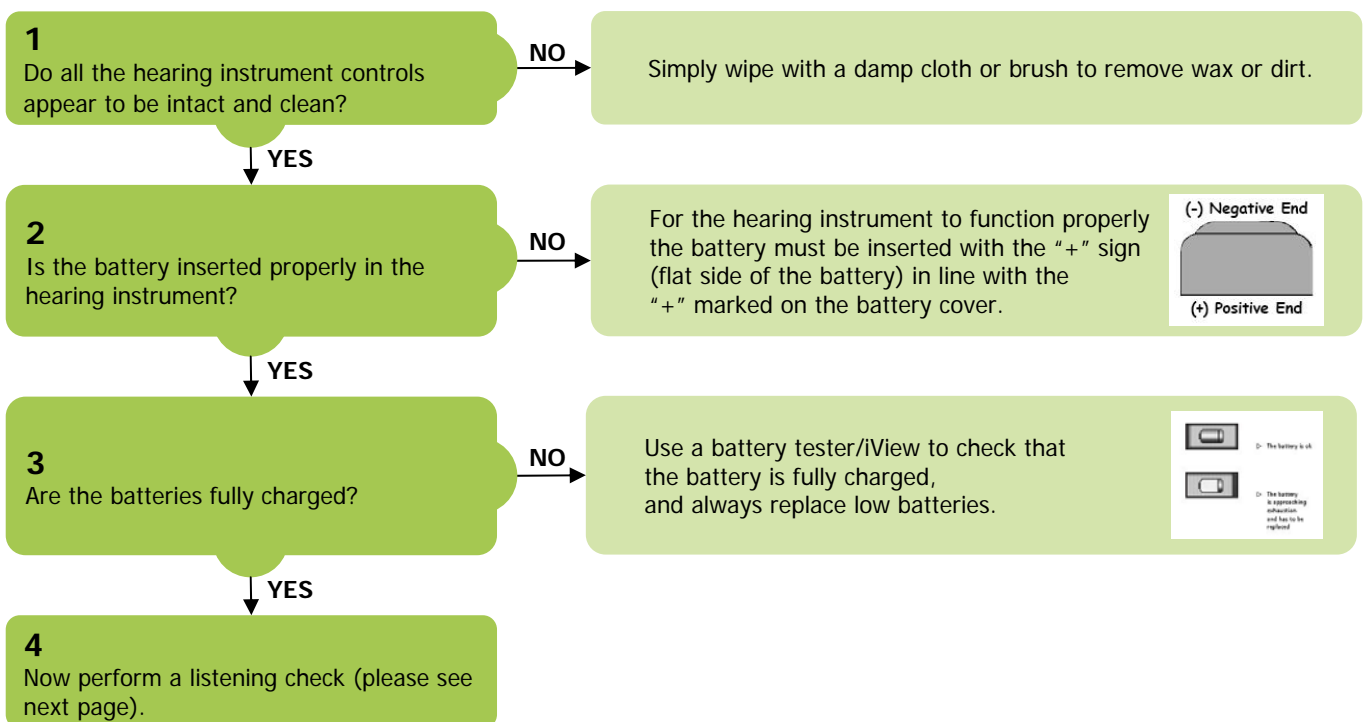 1
Do all the hearing instrument controls
appear to be intact and clean?
NO
Simply wipe with a damp cloth or brush to remove wax or dirt.
YES
2
Is the battery inserted properly in the
hearing instrument?
NO
For the hearing instrument to function properly
the battery must be inserted with the "+" sign
(flat side of the battery) in line with the
"+" marked on the battery cover.
(-) Negative End
(+) Positive End
YES
3
Are the batteries fully charged?
NO
Use a battery tester/iView to check that
the battery is fully charged,
and always replace low batteries.
The battery is ok
The battery
is approaching
exhaustion
and has to be
replaced
YES
4
Now perform a listening check (please see
next page).